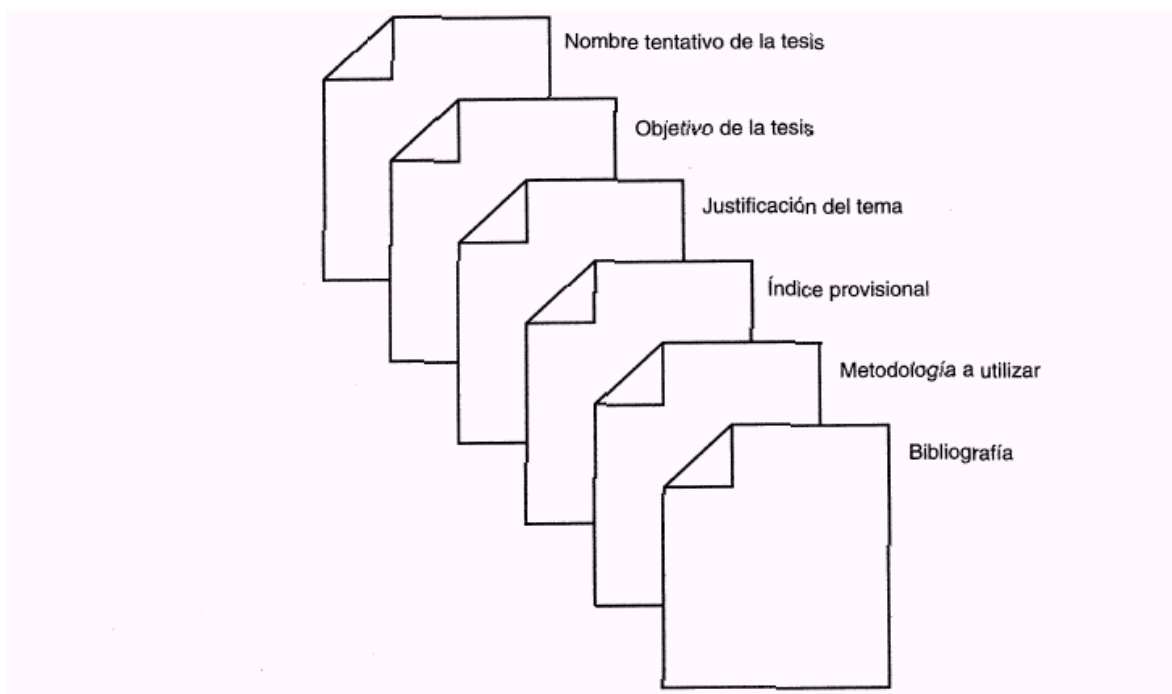 Nombre tentativo de la tesis
Objetivo de la tesis
Justificación del tema
Índice provisional
Metodología a utilizar
Bibliografía